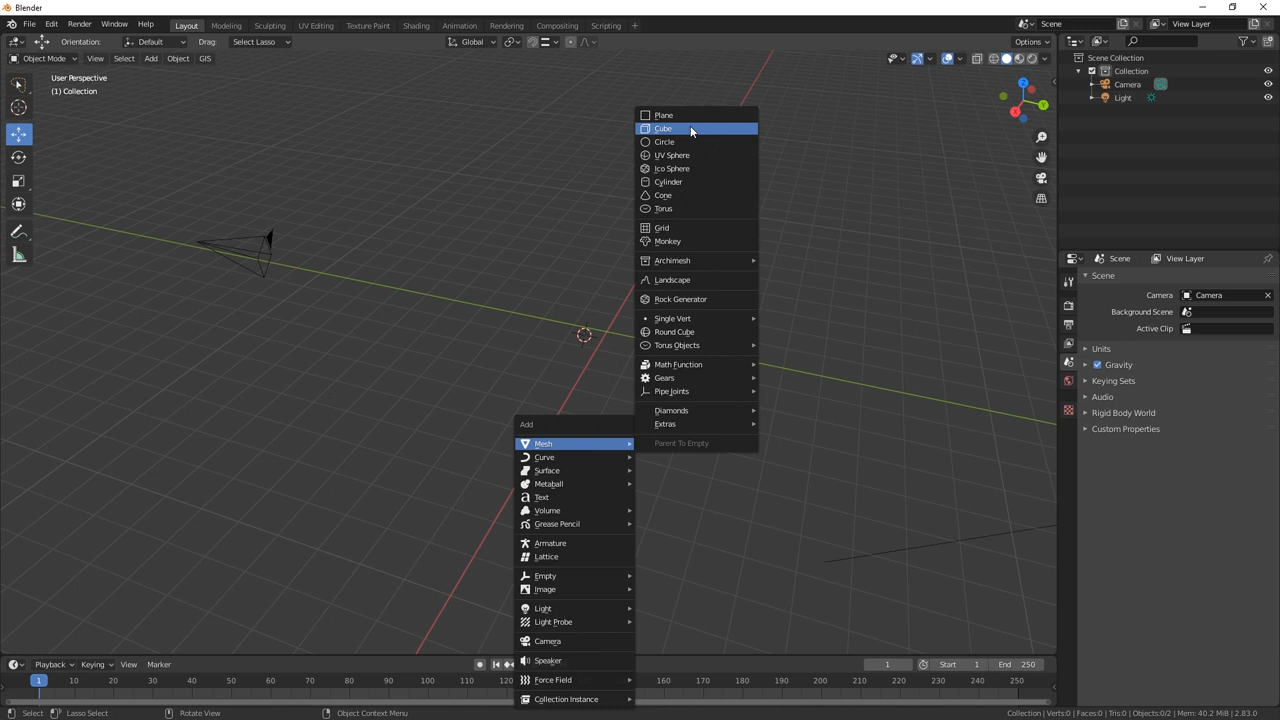 Blender
File Edit Render Window Help Layout Modeling Sculpting UV Editing Texture Paint Shading Animation Rendering Compositing Scripting + Scene View Layer
Orientation: Default Drag: Select Lasso Global Options
Object Mode View Select Add Object GIS
User Perspective
(1) Collection
Scene Collection
Collection
Camera
Light
Plane
Cube
Circle
UV Sphere
Ico Sphere
Cylinder
Cone
Torus
Grid
Monkey
Archimesh
Landscape
Rock Generator
Single Vert
Round Cube
Torus Objects
Math Function
Gears
Pipe Joints
Diamonds
Extras
Parent To Empty
Add
Mesh
Curve
Surface
Metaball
Text
Volume
Grease Pencil
Armature
Lattice
Empty
Image
Light
Light Probe
Camera
Speaker
Force Field
Collection Instance
Scene View Layer
Scene
Camera Camera
Background Scene
Active Clip
Units
Gravity
Keying Sets
Audio
Rigid Body World
Custom Properties
Playback Keying View Marker 1 Start 1 End 250
1 10 20 30 40 50 60 70 80 90 100 110 120 160 170 180 190 200 210 220 230 240 250
Select Lasso Select Rotate View Object Context Menu Collection | Verts:0 | Faces:0 | Tris:0 | Objects:0/2 | Mem: 40.2 MiB | 2.83.0